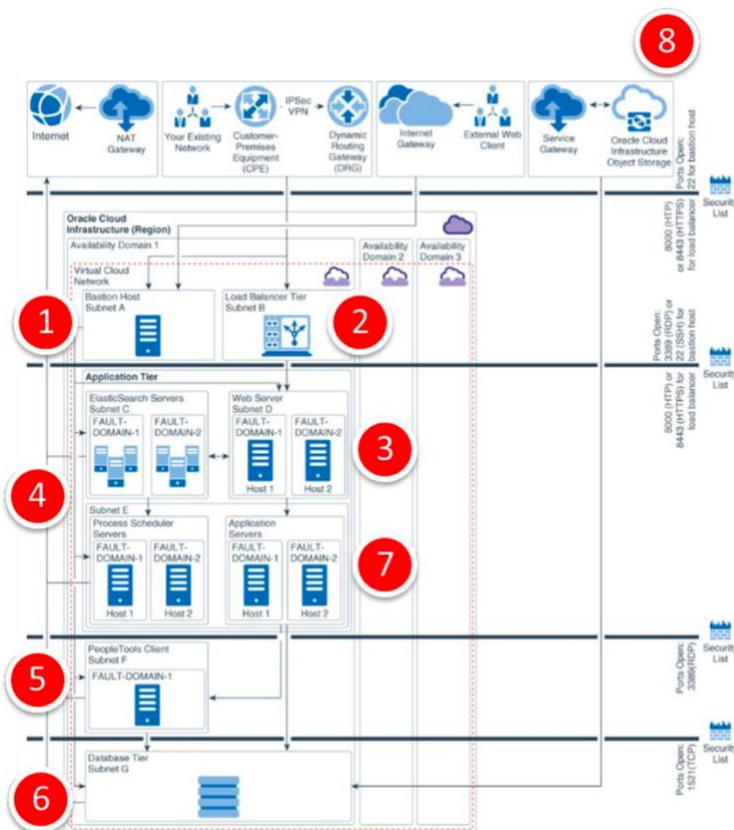 8
Internet
NAT
Gateway
Your Existing
Network
Customer-
Premises
Equipment
(CPE)
IPSec
VPN
Dynamic
Routing
Gateway
(DRG)
Internet
Gateway
External Web
Client
Service
Gateway
Oracle Cloud
Infrastructure
Object Storage
Ports Open:
22 for bastion host
Security
List
8000 (HTP)
or 8443 (HTTPS)
for load balancer
Oracle Cloud
Infrastructure (Region)
Availability Domain 1
Availability
Domain 2
Availability
Domain 3
Virtual Cloud
Network
1
Bastion Host
Subnet A
Load Balancer Tier
Subnet B
2
Ports Open:
3389 (RDP) or
22 (SSH) for
bastion host
Security
List
8000 (HTP) or
8443 (HTTPS) for
load balancer
Application Tier
ElasticSearch Servers
Subnet C
FAULT-
DOMAIN-1
FAULT-
DOMAIN-2
Web Server
Subnet D
FAULT-
DOMAIN-1
FAULT-
DOMAIN-2
Host 1
Host 2
3
4
Subnet E
Process Scheduler
Servers
FAULT-
DOMAIN-1
FAULT-
DOMAIN-2
Host 1
Host 2
Application
Servers
FAULT-
DOMAIN-1
FAULT-
DOMAIN-2
Host 1
Host 2
7
5
PeopleTools Client
Subnet F
FAULT-DOMAIN-1
Ports Open:
3389(RDP)
Security
List
6
Database Tier
Subnet G
Ports Open:
1521(TCP)
Security
List